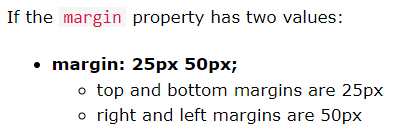 If the margin property has two values:
margin: 25px 50px;
top and bottom margins are 25px
right and left margins are 50px